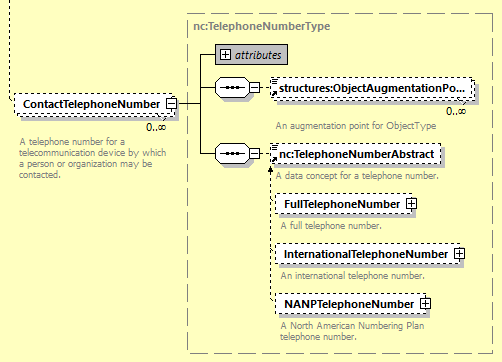 nc:TelephoneNumberType
attributes
structures:ObjectAugmentationPo...
0..∞
An augmentation point for ObjectType
ContactTelephoneNumber
0..∞
A telephone number for a
telecommunication device by which
a person or organization may be
contacted.
nc:TelephoneNumberAbstract
A data concept for a telephone number.
FullTelephoneNumber
A full telephone number.
InternationalTelephoneNumber
An international telephone number.
NANPTelephoneNumber
A North American Numbering Plan
telephone number.